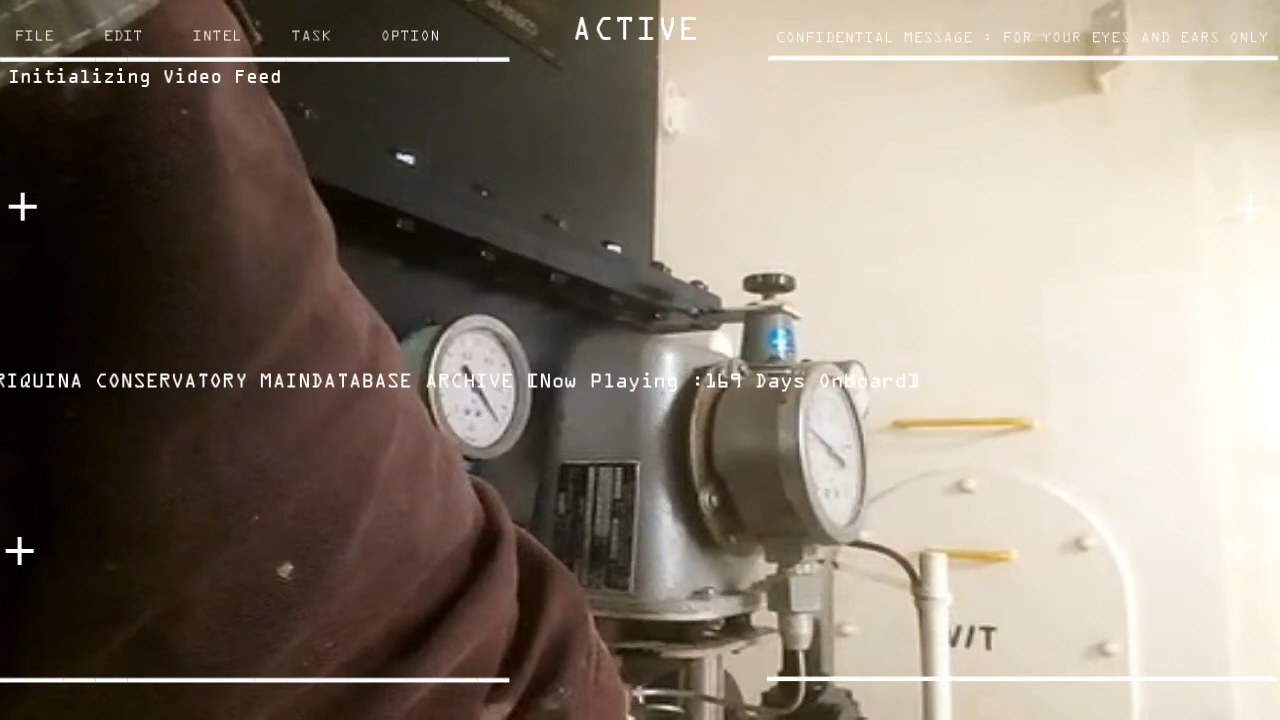 FILE EDIT INTEL TASK OPTION
ACTIVE
CONFIDENTIAL MESSAGE : FOR YOUR EYES AND EARS ONLY
Initializing Video Feed
RIQUINA CONSERVATORY MAINDATABASE ARCHIVE [Now Playing :169 Days Onboard]
V/T